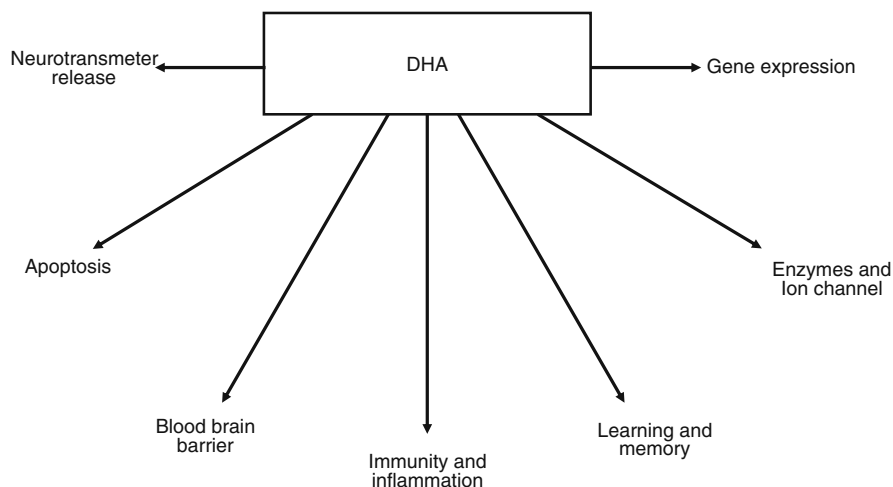 DHA
Neurotransmeter
release
Gene expression
Apoptosis
Enzymes and
Ion channel
Blood brain
barrier
Learning and
memory
Immunity and
inflammation